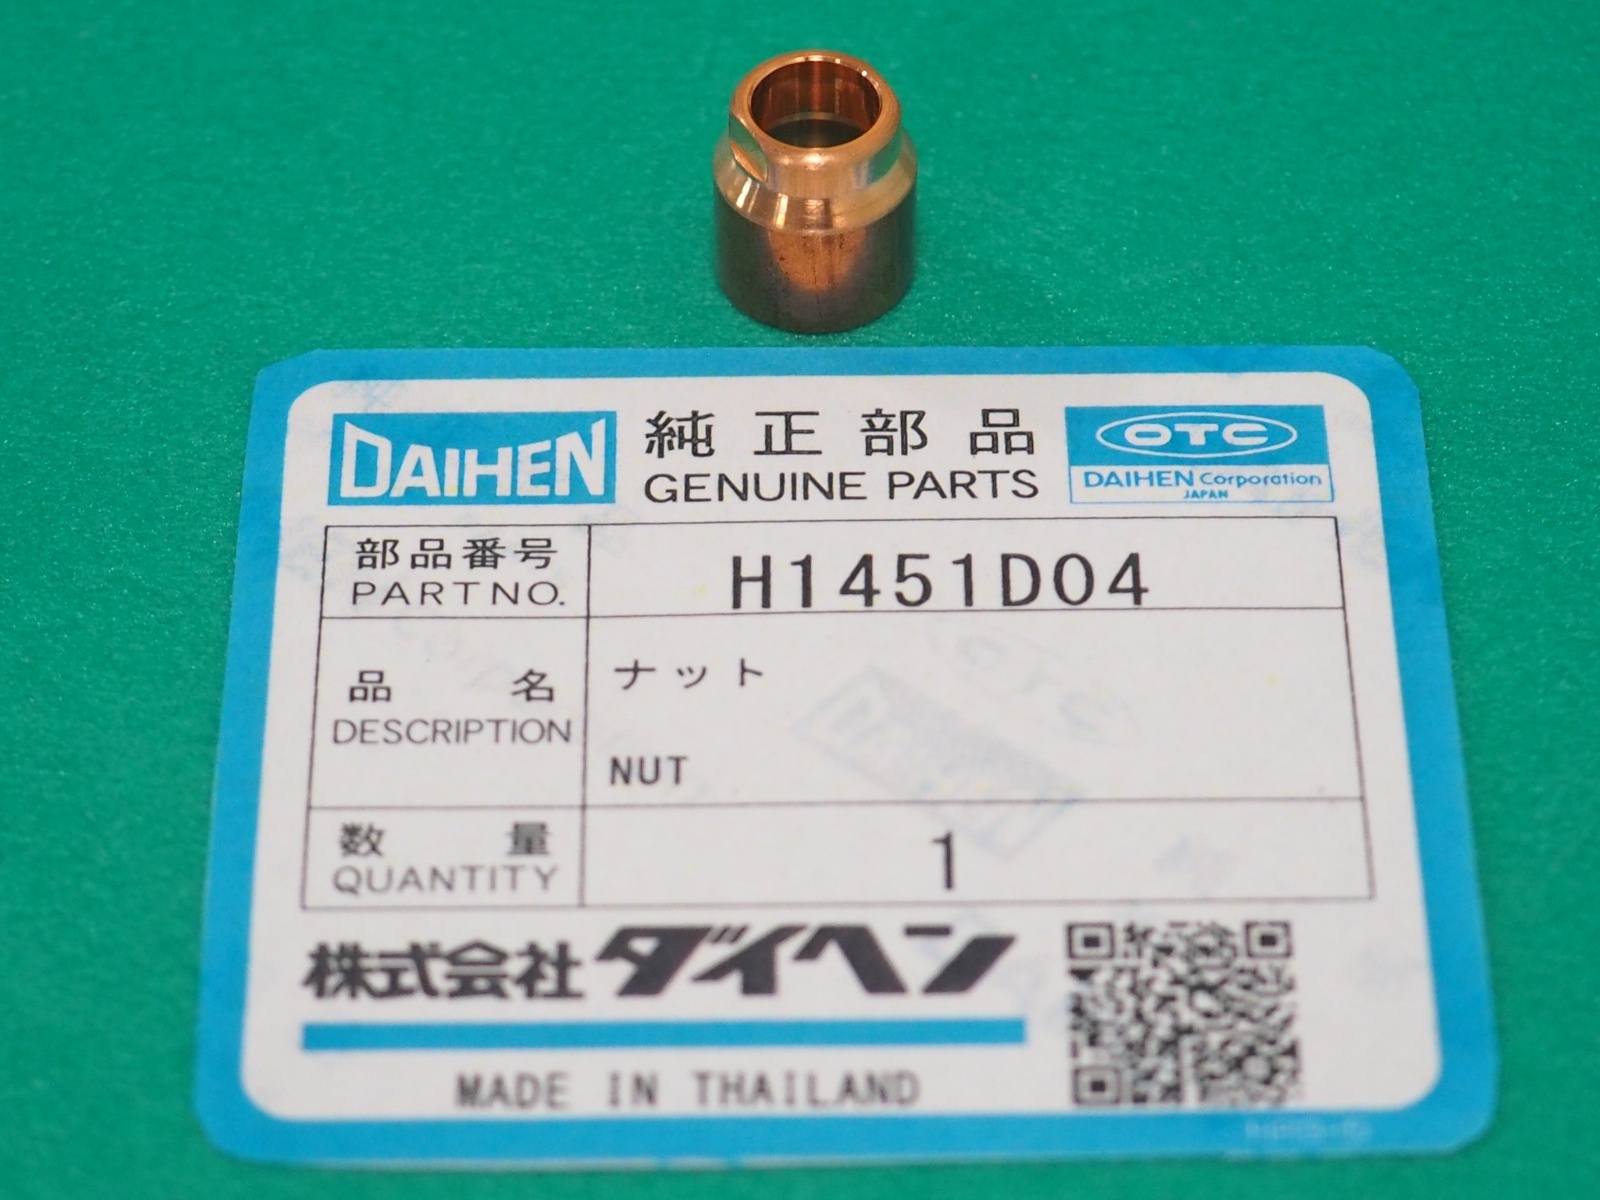 DAIHEN
純正部品
GENUINE PARTS
OTC
DAIHEN Corporation
JAPAN
部品番号
PART NO.
H1451D04
品名
DESCRIPTION
ナット
NUT
数量
QUANTITY
1
株式会社ダイヘン
MADE IN THAILAND